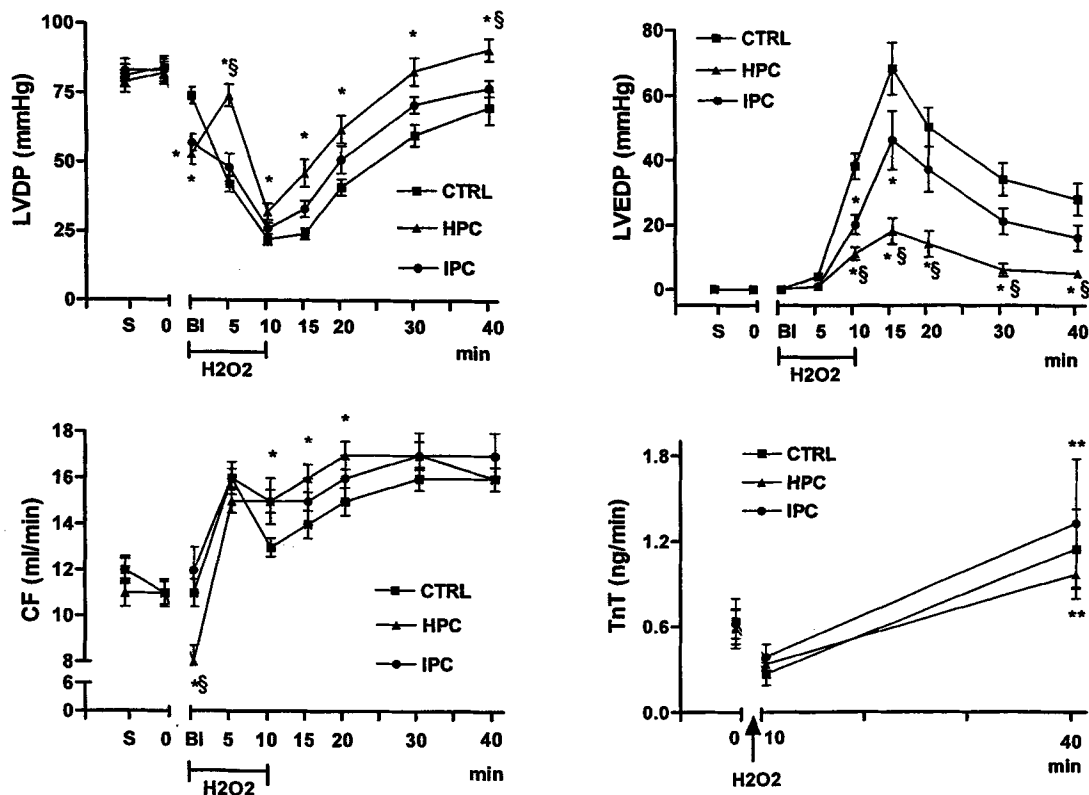 LVDP (mmHg)
100
75
50
25
0
*§
*
*
*
*
*
*
*§
CTRL
HPC
IPC
S 0 BI 5 10 15 20 30 40
min
H2O2
LVEDP (mmHg)
80
60
40
20
0
CTRL
HPC
IPC
*
*
*§
*§
*§
*§
*§
S 0 BI 5 10 15 20 30 40
min
H2O2
CF (ml/min)
18
16
14
12
10
8
6
0
*
*
*
*§
CTRL
HPC
IPC
S 0 BI 5 10 15 20 30 40
min
H2O2
TnT (ng/min)
1.8
1.2
0.6
0.0
CTRL
HPC
IPC
**
**
0 10 40
min
H2O2